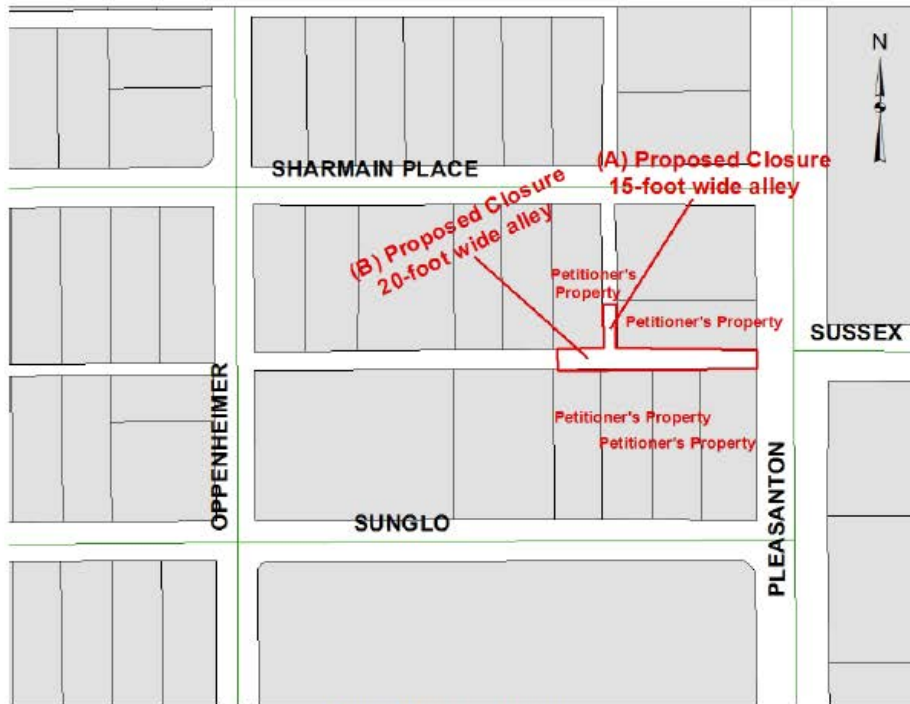 N
SHARMAIN PLACE
(A) Proposed Closure
15-foot wide alley
(B) Proposed Closure
20-foot wide alley
Petitioner's
Property
Petitioner's Property
SUSSEX
Petitioner's Property
Petitioner's Property
OPPENHEIMER
SUNGLO
PLEASANTON